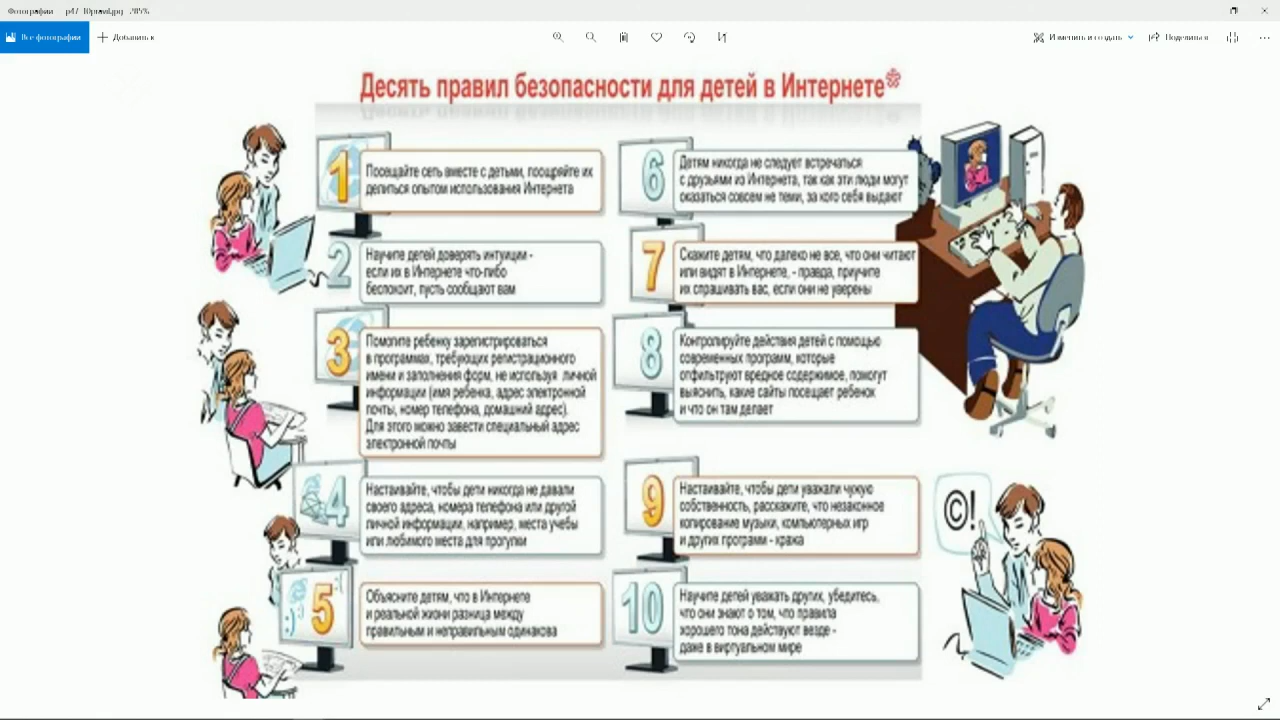 Фотографии
Все фотографии
Добавить к
Изменить и создать
Поделиться
Десять правил безопасности для детей в Интернете*
1
Посещайте сеть вместе с детьми, поощряйте их
делиться опытом использования Интернета
2
Научите детей доверять интуиции -
если их в Интернете что-либо
беспокоит, пусть сообщают вам
3
Помогите ребенку зарегистрироваться
в программах, требующих регистрационного
имени и заполнения форм, не используя личной
информации (имя ребенка, адрес электронной
почты, номер телефона, домашний адрес).
Для этого можно завести специальный адрес
электронной почты
4
Настаивайте, чтобы дети никогда не давали
своего адреса, номера телефона или другой
личной информации, например, места учебы
или любимого места для прогулки
5
Объясните детям, что в Интернете
и реальной жизни разница между
правильным и неправильным одинакова
6
Детям никогда не следует встречаться
с друзьями из Интернета, так как эти люди могут
оказаться совсем не теми, за кого себя выдают
7
Скажите детям, что далеко не все, что они читают
или видят в Интернете, - правда, приучите
их спрашивать вас, если они не уверены
8
Контролируйте действия детей с помощью
современных программ, которые
отфильтруют вредное содержимое, помогут
выяснить, какие сайты посещает ребенок
и что он там делает
9
Настаивайте, чтобы дети уважали чужую
собственность, расскажите, что незаконное
копирование музыки, компьютерных игр
и других программ - кража
10
Научите детей уважать других, убедитесь,
что они знают о том, что правила
хорошего тона действуют везде -
даже в виртуальном мире
©!